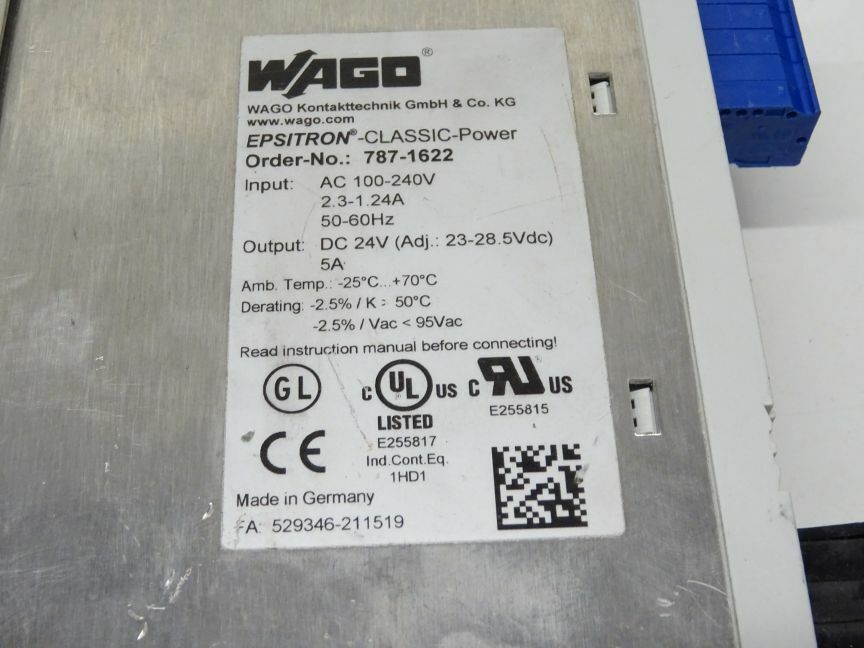 WAGO®
WAGO Kontakttechnik GmbH & Co. KG
www.wago.com
EPSITRON®-CLASSIC-Power
Order-No.: 787-1622
Input: AC 100-240V
2.3-1.24A
50-60Hz
Output: DC 24V (Adj.: 23-28.5Vdc)
5A
Amb. Temp.: -25°C...+70°C
Derating: -2.5% / K > 50°C
-2.5% / Vac < 95Vac
Read instruction manual before connecting!
GL
C UL US
LISTED
E255817
Ind.Cont.Eq.
1HD1
C RU® US
E255815
CE
Made in Germany
FA: 529346-211519